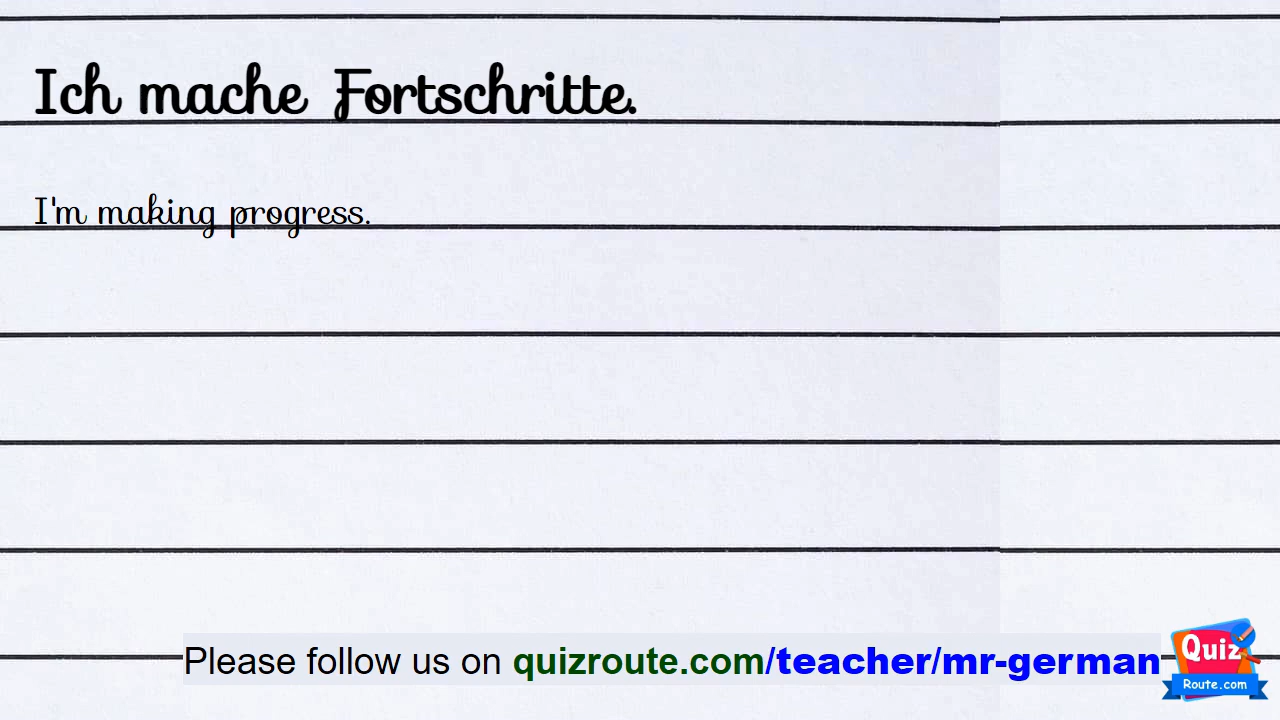 Ich mache Fortschritte.
I'm making progress.
Please follow us on quizroute.com/teacher/mr-german
Quiz
Route.com